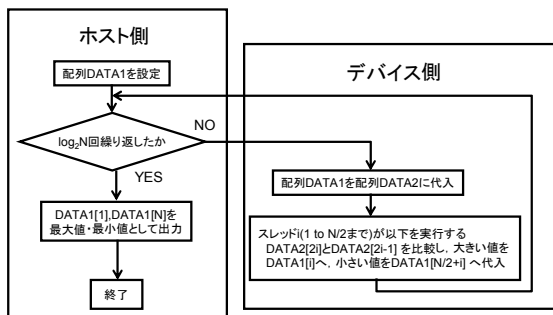 ホスト側
配列DATA1を設定
log₂N回繰り返したか
NO
YES
DATA1[1],DATA1[N]を
最大値・最小値として出力
終了
デバイス側
配列DATA1を配列DATA2に代入
スレッドi(1 to N/2まで)が以下を実行する
DATA2[2i]とDATA2[2i-1] を比較し，大きい値を
DATA1[i]へ，小さい値をDATA1[N/2+i] へ代入